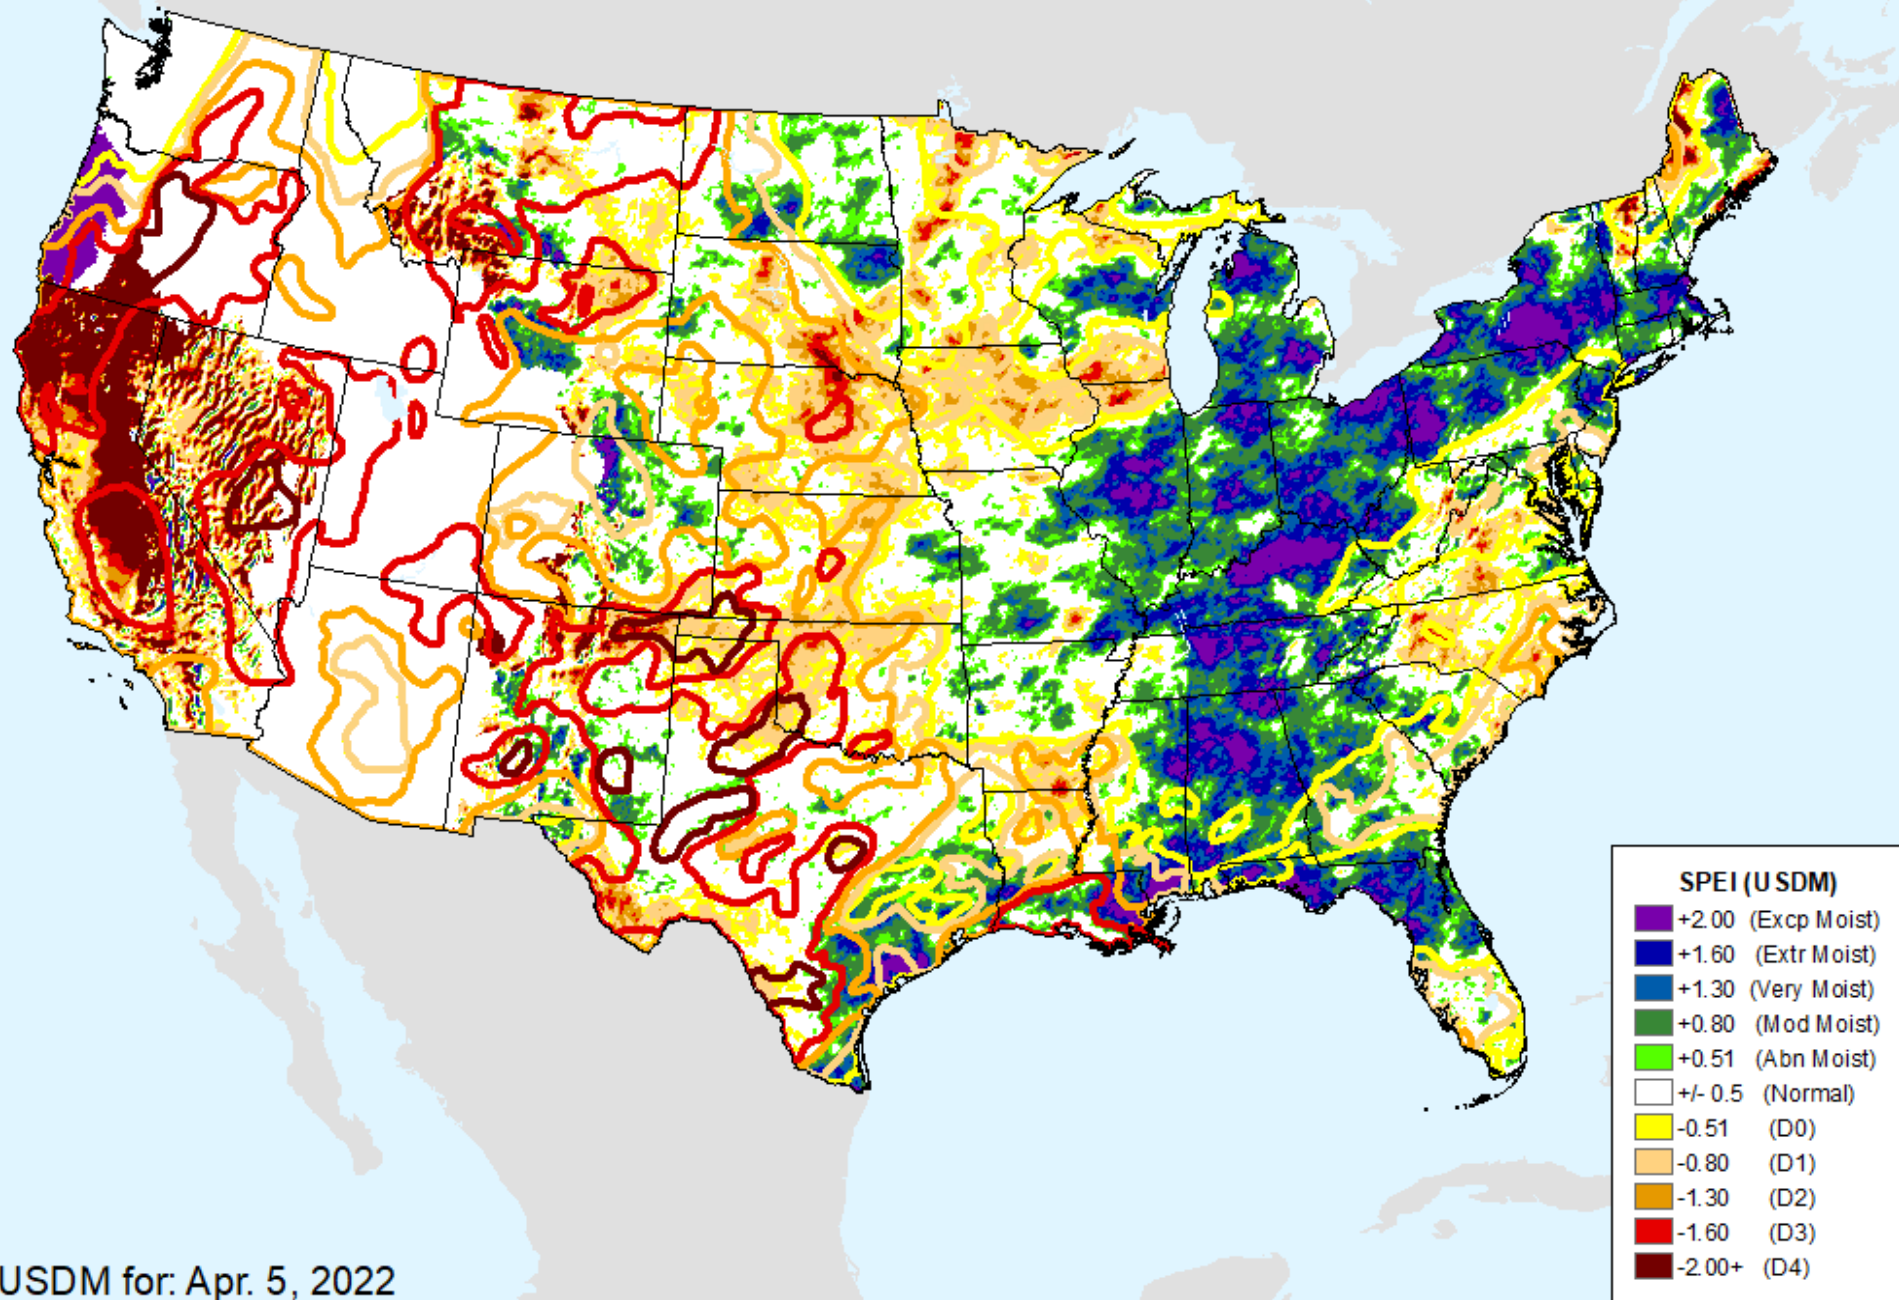 SPEI (USDM)
+2.00 (Excp Moist)
+1.60 (Extr Moist)
+1.30 (Very Moist)
+0.80 (Mod Moist)
+0.51 (Abn Moist)
+/- 0.5 (Normal)
-0.51 (D0)
-0.80 (D1)
-1.30 (D2)
-1.60 (D3)
-2.00+ (D4)
USDM for: Apr. 5, 2022